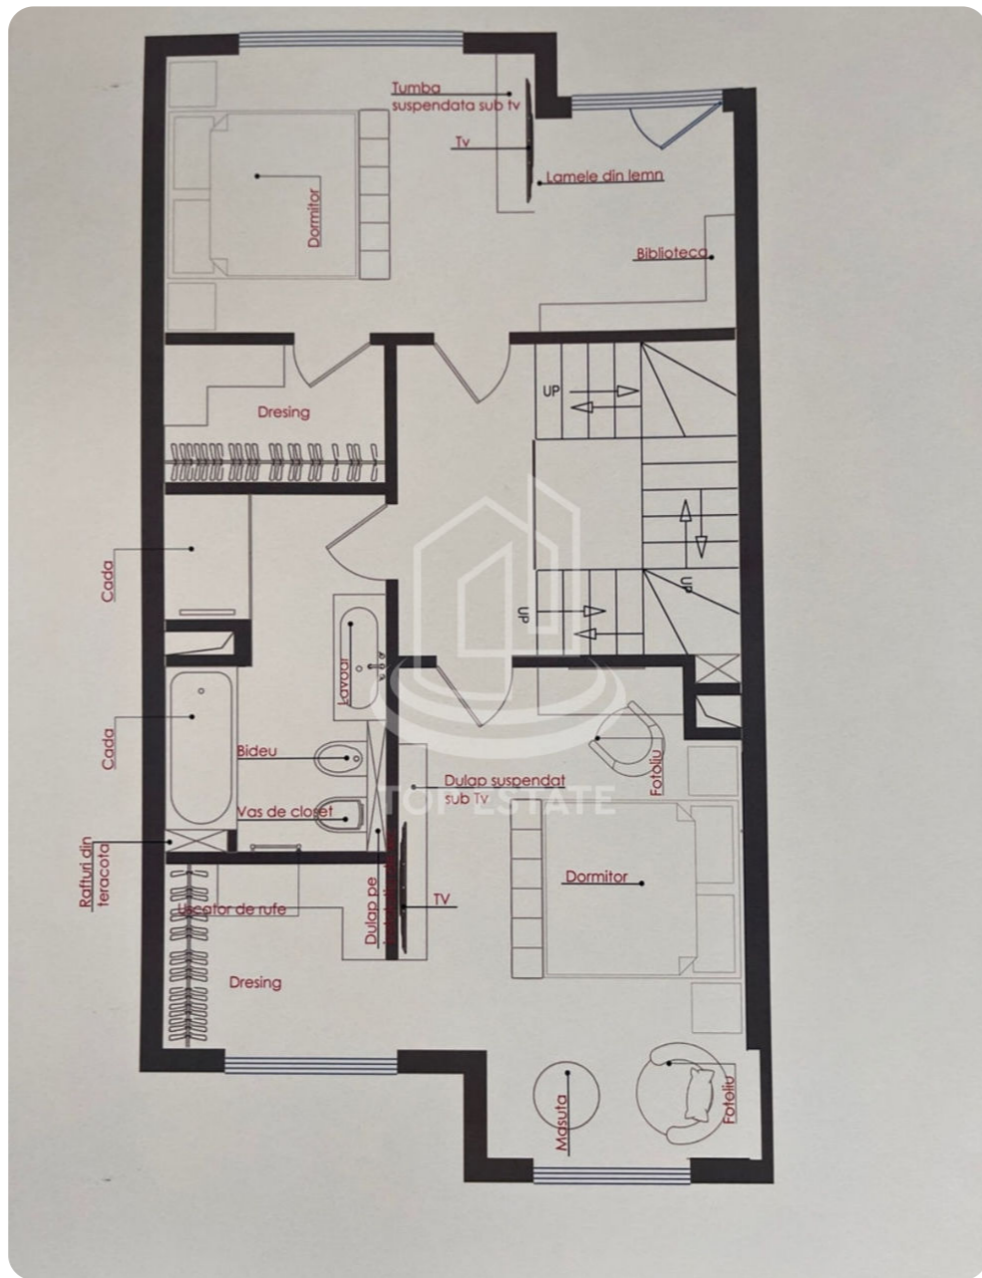 Tumba
suspendata sub tv
Tv
Lamele din lemn
Dormitor
Biblioteca
Dresing
UP
Cada
UP
UP
Lavoar
Cada
Bideu
Fotoliu
Dulap suspendat
sub Tv
TOP ESTATE
Vas de closet
Rafturi din
teracota
Dormitor
Dulap pe
TV
Uscator de rufe
Dresing
Masuta
Fotoliu